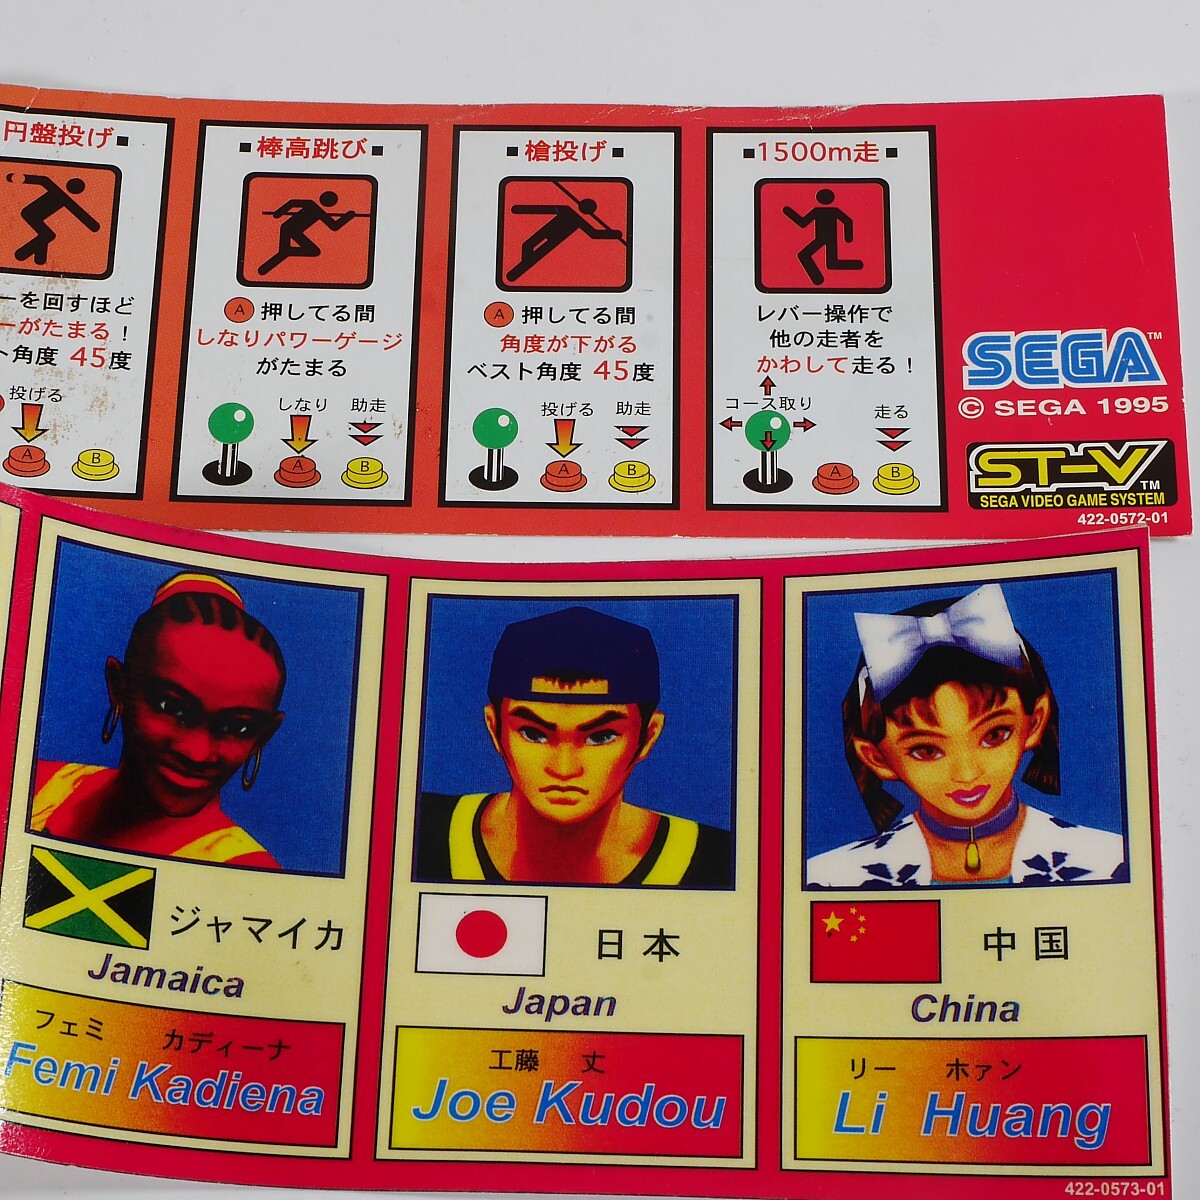 円盤投げ
ーを回すほど
ーがたまる！
ト角度 45度
投げる
A
B
棒高跳び
A 押してる間
しなりパワーゲージ
がたまる
しなり 助走
A B
槍投げ
A 押してる間
角度が下がる
ベスト角度 45度
投げる 助走
A B
1500m走
レバー操作で
他の走者を
かわして走る！
コース取り 走る
A B
SEGA™
© SEGA 1995
ST-V™
SEGA VIDEO GAME SYSTEM
422-0572-01
ジャマイカ
Jamaica
フェミ カディーナ
Femi Kadiena
日本
Japan
工藤 丈
Joe Kudou
中国
China
リー ホァン
Li Huang
422-0573-01